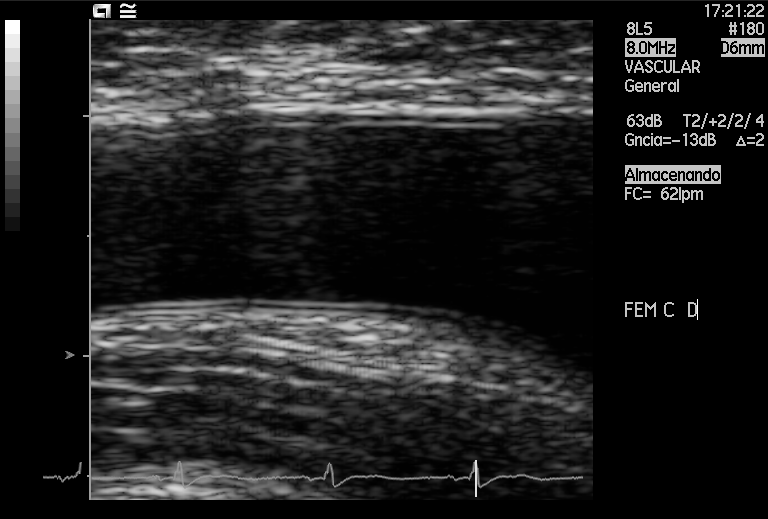 17:21:22
8L5 #180
8.0MHz 06mm
VASCULAR
General
63dB T2/+2/2/ 4
Gncia=-13dB Δ=2
Almacenando
FC= 62lpm
FEM C D